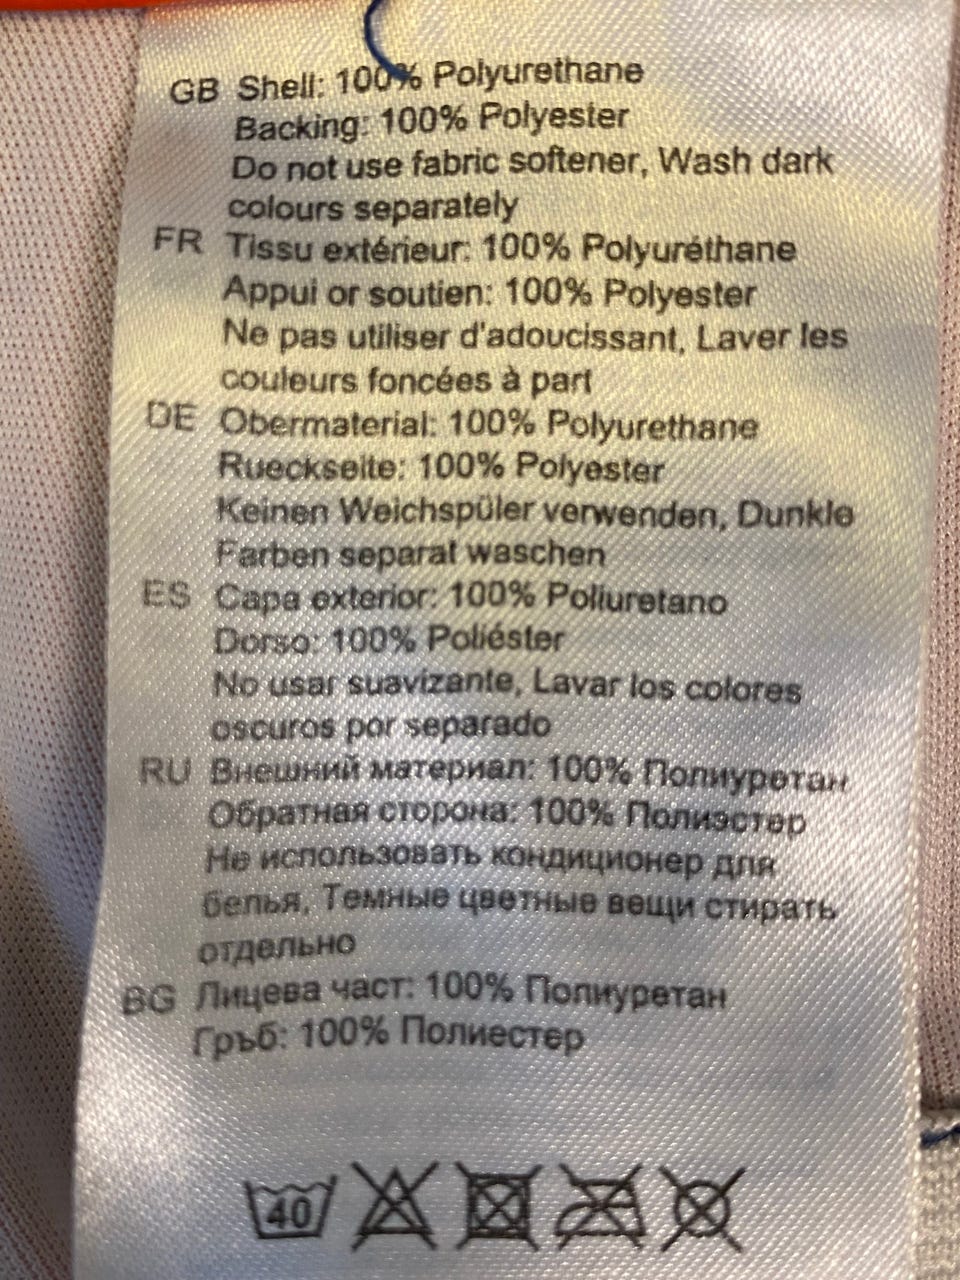 GB Shell: 100% Polyurethane
Backing: 100% Polyester
Do not use fabric softener, Wash dark
colours separately
FR Tissu extérieur: 100% Polyuréthane
Appui or soutien: 100% Polyester
Ne pas utiliser d'adoucissant, Laver les
couleurs foncées à part
DE Obermaterial: 100% Polyurethane
Rueckseite: 100% Polyester
Keinen Weichspüler verwenden, Dunkle
Farben separat waschen
ES Capa exterior: 100% Poliuretano
Dorso: 100% Poliéster
No usar suavizante, Lavar los colores
oscuros por separado
RU Внешний материал: 100% Полиуретан
Обратная сторона: 100% Полиэстер
Не использовать кондиционер для
белья, Темные цветные вещи стирать
отдельно
BG Лицева част: 100% Полиуретан
Гръб: 100% Полиестер
40